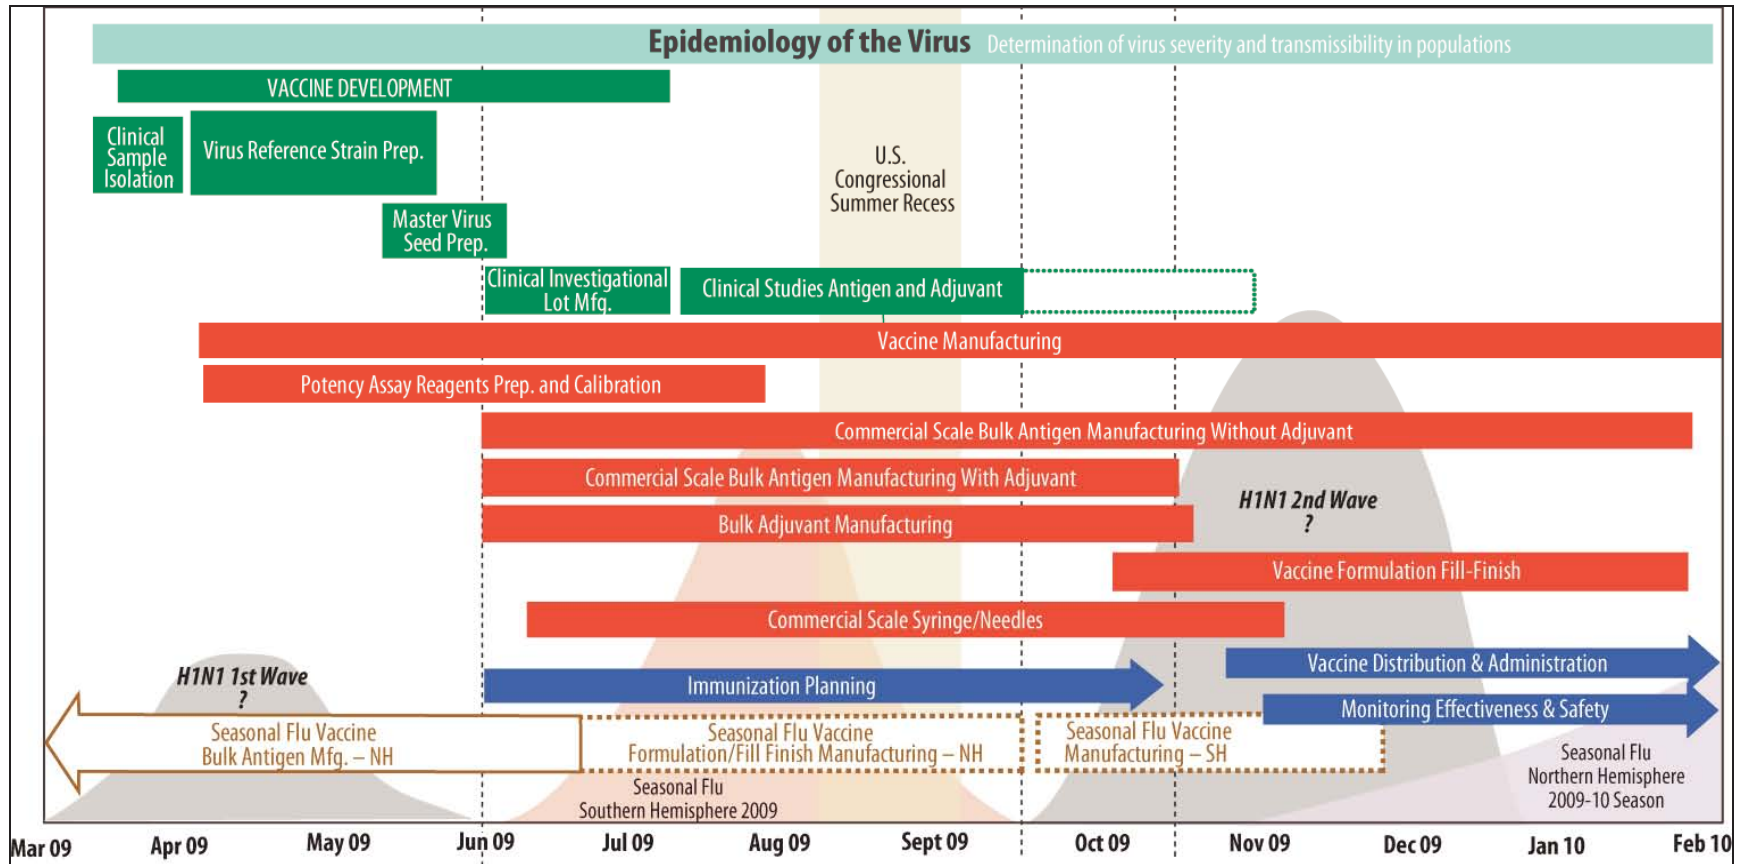 Epidemiology of the Virus Determination of virus severity and transmissibility in populations
VACCINE DEVELOPMENT
Clinical
Sample
Isolation
Virus Reference Strain Prep.
U.S.
Congressional
Summer Recess
Master Virus
Seed Prep.
Clinical Investigational
Lot Mfg.
Clinical Studies Antigen and Adjuvant
Vaccine Manufacturing
Potency Assay Reagents Prep. and Calibration
Commercial Scale Bulk Antigen Manufacturing Without Adjuvant
Commercial Scale Bulk Antigen Manufacturing With Adjuvant
H1N1 2nd Wave
?
Bulk Adjuvant Manufacturing
Vaccine Formulation Fill-Finish
Commercial Scale Syringe/Needles
Vaccine Distribution & Administration
H1N1 1st Wave
?
Immunization Planning
Monitoring Effectiveness & Safety
Seasonal Flu Vaccine
Bulk Antigen Mfg. – NH
Seasonal Flu Vaccine
Formulation/Fill Finish Manufacturing – NH
Seasonal Flu Vaccine
Manufacturing – SH
Seasonal Flu
Southern Hemisphere 2009
Seasonal Flu
Northern Hemisphere
2009-10 Season
Mar 09 Apr 09 May 09 Jun 09 Jul 09 Aug 09 Sept 09 Oct 09 Nov 09 Dec 09 Jan 10 Feb 10